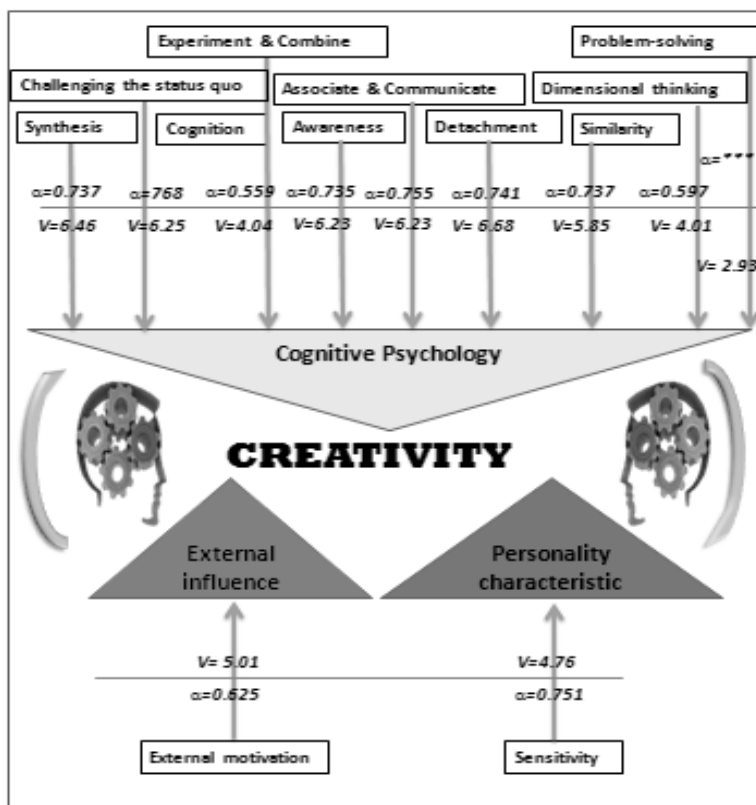 Experiment & Combine
Problem-solving
Challenging the status quo
Associate & Communicate
Dimensional thinking
Synthesis
Cognition
Awareness
Detachment
Similarity
α=***
α=0.737
α=768
α=0.559
α=0.735
α=0.755
α=0.741
α=0.737
α=0.597
V=6.46
V=6.25
V=4.04
V=6.23
V=6.23
V= 6.68
V=5.85
V= 4.01
V= 2.93
Cognitive Psychology
CREATIVITY
External
influence
Personality
characteristic
V= 5.01
V=4.76
α=0.625
α=0.751
External motivation
Sensitivity